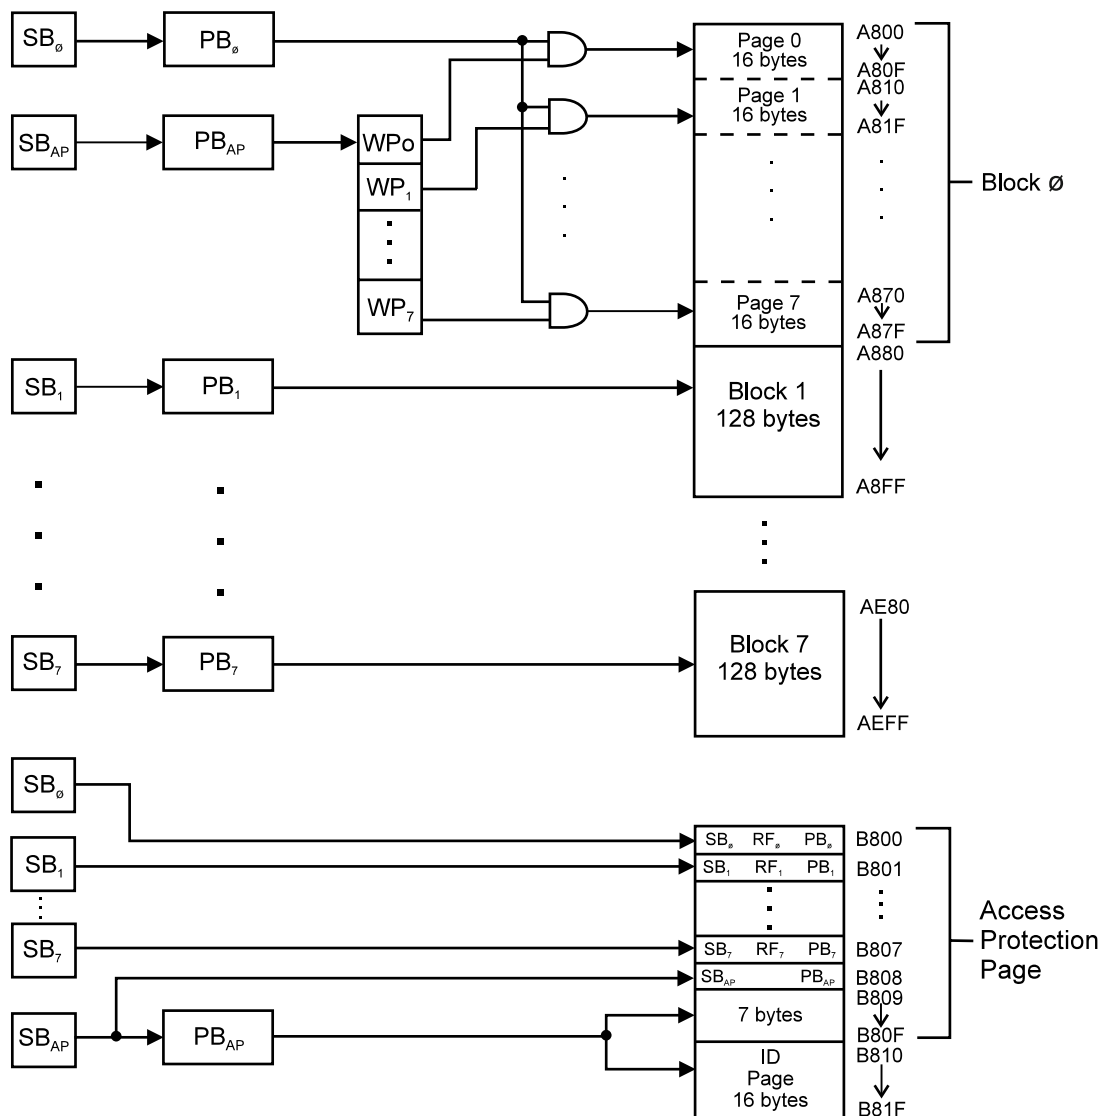 SBø PB ø Page 0 A800
16 bytes A80F
Page 1 A810
16 bytes A81F
SBAP PBAP WPo
WP1
Block ø
WP7 Page 7 A870
16 bytes A87F
SB1 PB1 Block 1 A880
128 bytes
A8FF
AE80
SB7 PB7 Block 7
128 bytes
AEFF
SBø
SBø RFø PBø B800
SB1 SB1 RF1 PB1 B801
Access
SB7 SB7 RF7 PB7 B807 Protection
SBAP PBAP B808 Page
B809
7 bytes
SBAP PBAP B80F
ID B810
Page
16 bytes
B81F